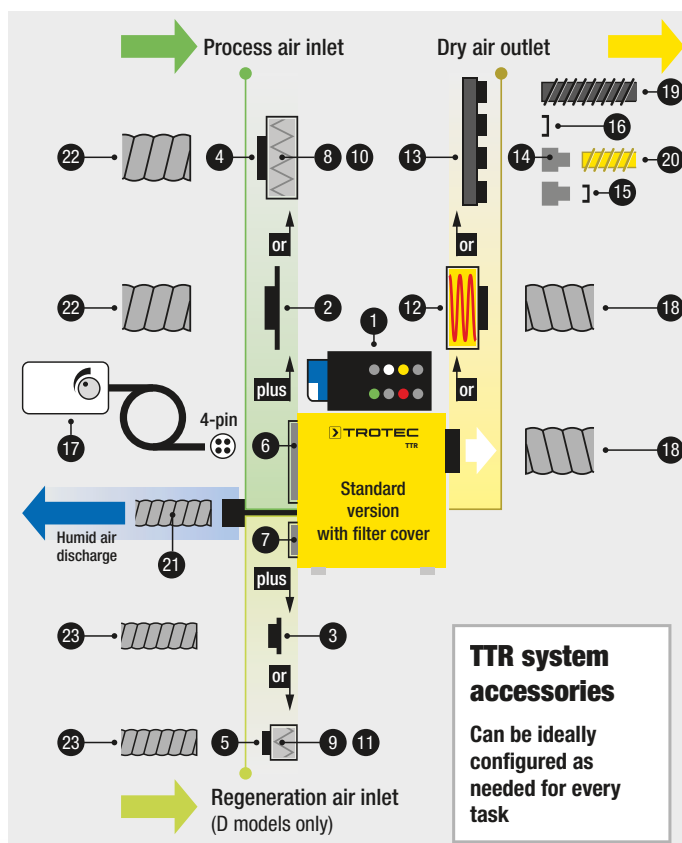 Process air inlet
Dry air outlet
19
16
22
4
8
10
13
14
20
15
or
or
22
2
12
18
1
plus
or
17
4-pin
6
TROTEC
TTR
18
Standard
version
with filter cover
Humid air
discharge
21
7
plus
23
3
or
23
5
9
11
Regeneration air inlet
(D models only)
TTR system
accessories
Can be ideally
configured as
needed for every
task